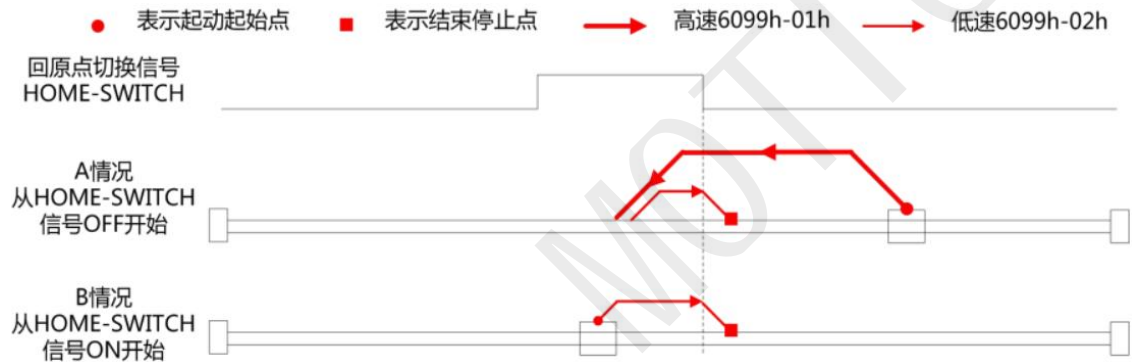 表示起动起始点 表示结束停止点 高速6099h-01h 低速6099h-02h
回原点切换信号
HOME-SWITCH
A情况
从HOME-SWITCH
信号OFF开始
B情况
从HOME-SWITCH
信号ON开始